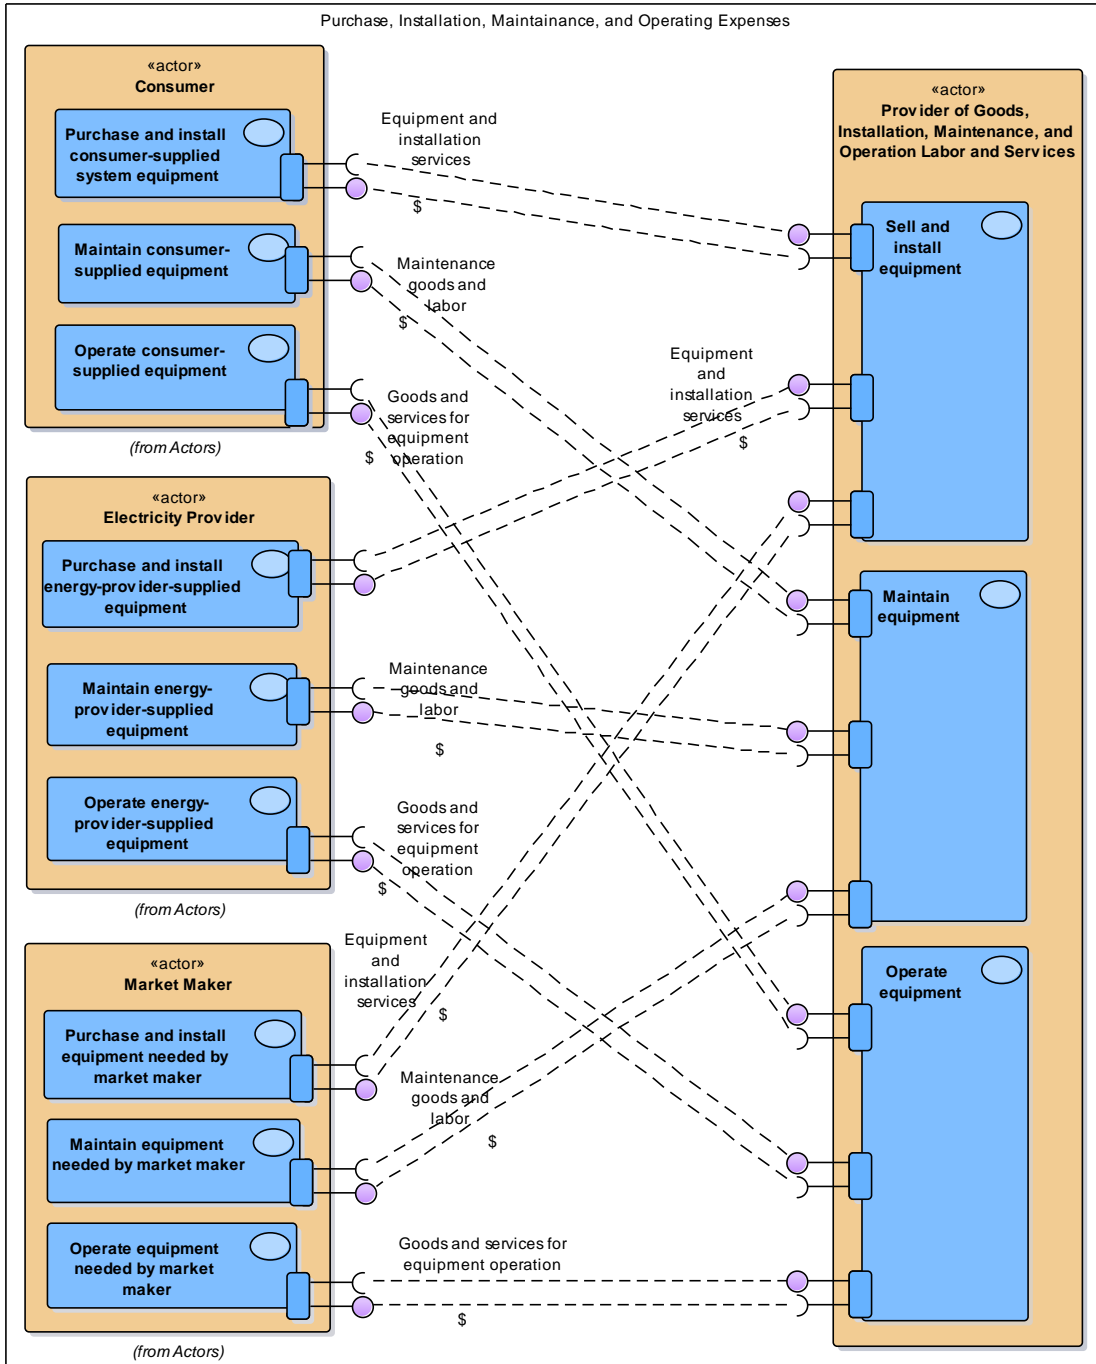 Purchase, Installation, Maintainance, and Operating Expenses
«actor»
Consumer
Purchase and install
consumer-supplied
system equipment
Maintain consumer-
supplied equipment
Operate consumer-
supplied equipment
(from Actors)
Equipment and
installation
services
$
Maintenance
goods and
labor
$
Goods and
services for
equipment
operation
$
«actor»
Electricity Provider
Purchase and install
energy-provider-supplied
equipment
Maintain energy-
provider-supplied
equipment
Operate energy-
provider-supplied
equipment
(from Actors)
Equipment
and
installation
services
$
Maintenance
goods and
labor
$
Goods and
services for
equipment
operation
$
«actor»
Market Maker
Purchase and install
equipment needed by
market maker
Maintain equipment
needed by market maker
Operate equipment
needed by market
maker
(from Actors)
Equipment
and
installation
services
$
Maintenance
goods and
labor
$
Goods and services for
equipment operation
$
«actor»
Provider of Goods,
Installation, Maintenance, and
Operation Labor and Services
Sell and
install
equipment
Maintain
equipment
Operate
equipment